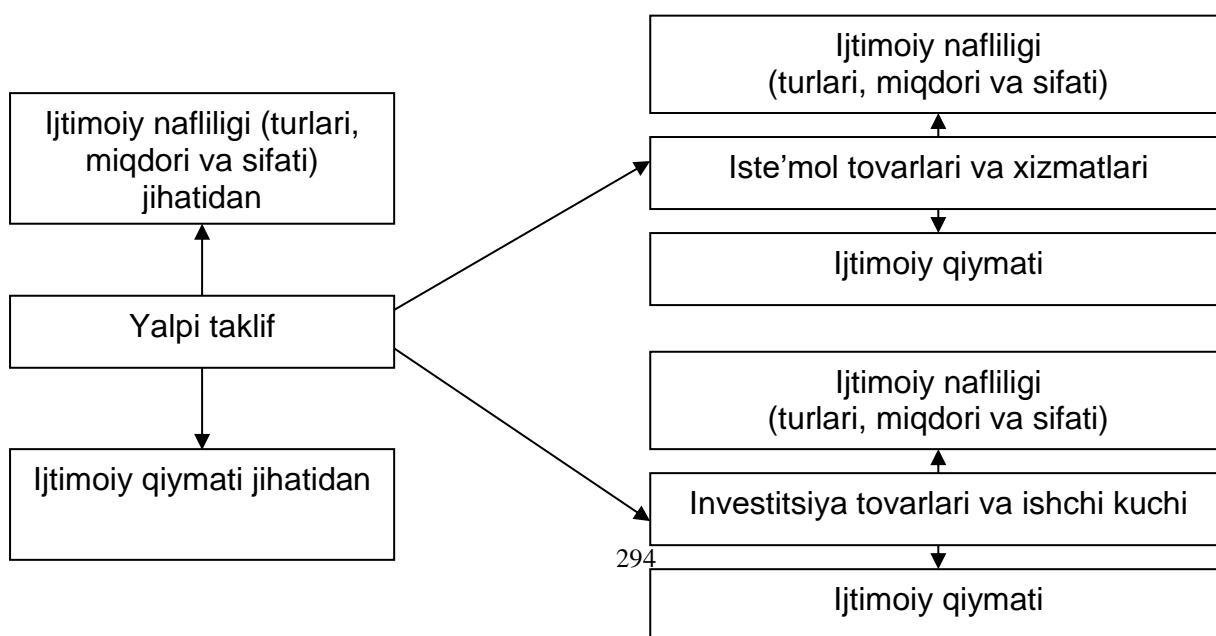 Ijtimoiy nafliligi (turlari,
miqdori va sifati)
jihatidan
Yalpi taklif
Ijtimoiy qiymati jihatidan
Ijtimoiy nafliligi
(turlari, miqdori va sifati)
Iste’mol tovarlari va xizmatlari
Ijtimoiy qiymati
Ijtimoiy nafliligi
(turlari, miqdori va sifati)
Investitsiya tovarlari va ishchi kuchi
294
Ijtimoiy qiymati